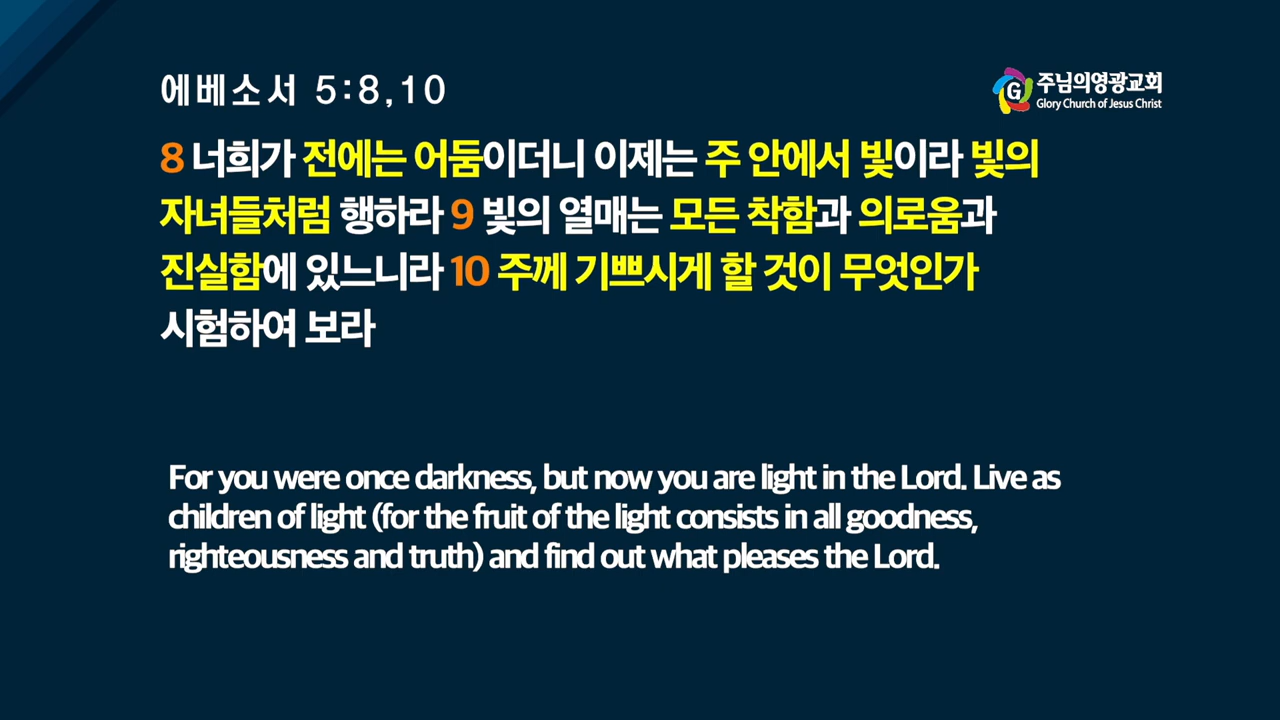 에베소서 5:8,10
G 주님의영광교회
Glory Church of Jesus Christ
8 너희가 전에는 어둠이더니 이제는 주 안에서 빛이라 빛의
자녀들처럼 행하라 9 빛의 열매는 모든 착함과 의로움과
진실함에 있느니라 10 주께 기쁘시게 할 것이 무엇인가
시험하여 보라
For you were once darkness, but now you are light in the Lord. Live as
children of light (for the fruit of the light consists in all goodness,
righteousness and truth) and find out what pleases the Lord.